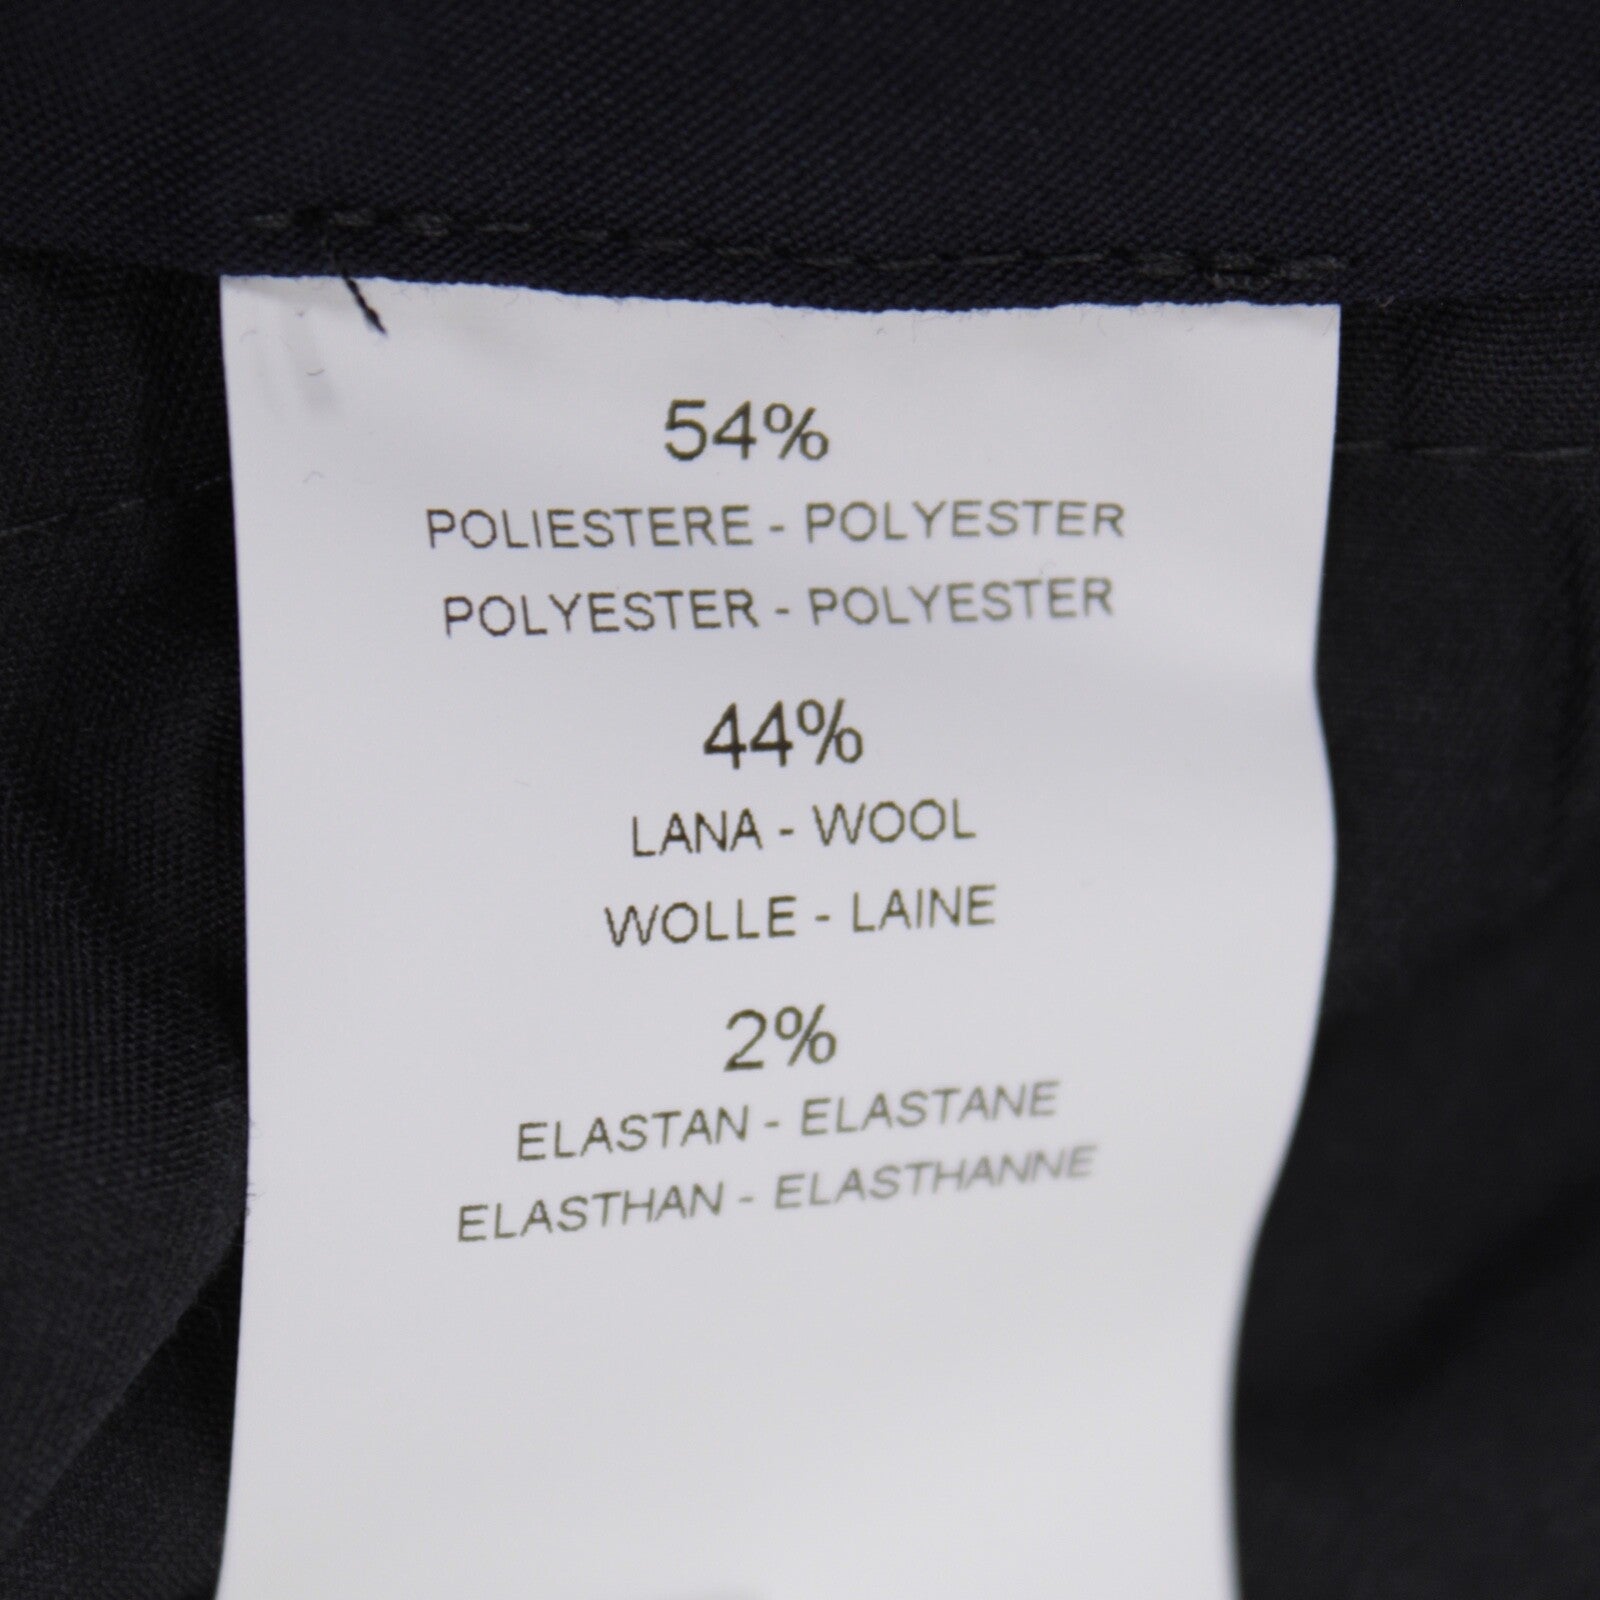 54%
POLIESTERE - POLYESTER
POLYESTER - POLYESTER
44%
LANA - WOOL
WOLLE - LAINE
2%
ELASTAN - ELASTANE
ELASTHAN - ELASTHANNE